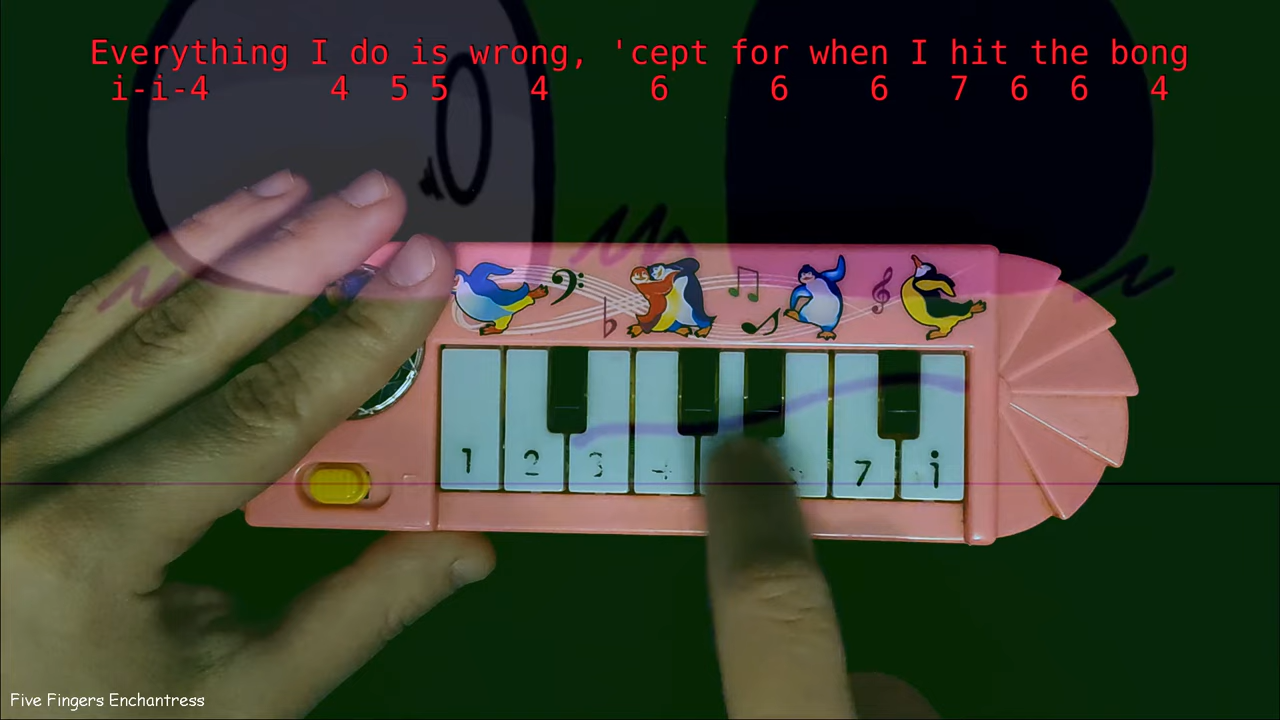 Everything I do is wrong, 'cept for when I hit the bong
i-i-4 4 5 5 4 6 6 6 7 6 6 4
1 2 3 4 7 i
Five Fingers Enchantress